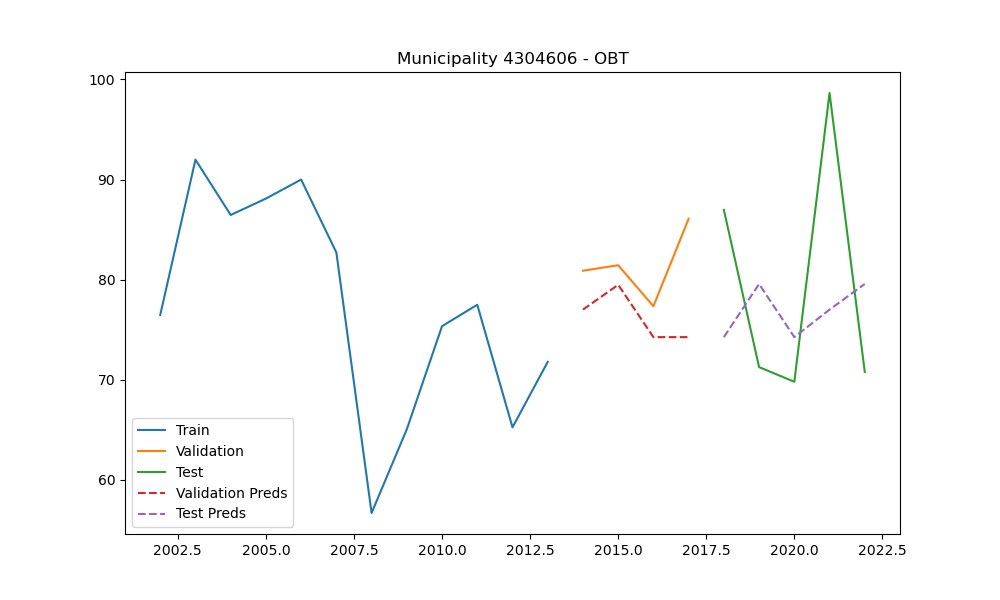 Municipality 4304606 - OBT
100
90
80
70
60
Train
Validation
Test
Validation Preds
Test Preds
2002.5 2005.0 2007.5 2010.0 2012.5 2015.0 2017.5 2020.0 2022.5